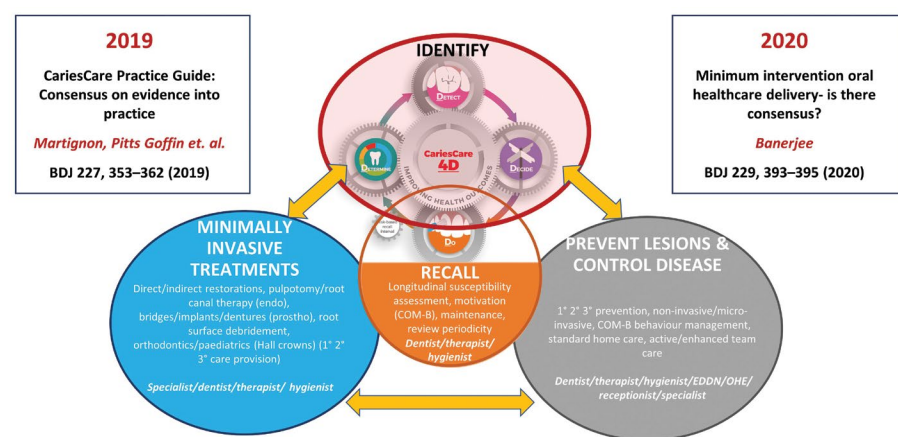 2019
CariesCare Practice Guide:
Consensus on evidence into
practice
Martignon, Pitts Goffin et. al.
BDJ 227, 353–362 (2019)
IDENTIFY
DETECT
DETERMINE
CariesCare
4D
DECIDE
IMPROVING HEALTH OUTCOMES
DO
2020
Minimum intervention oral
healthcare delivery- is there
consensus?
Banerjee
BDJ 229, 393–395 (2020)
MINIMALLY
INVASIVE
TREATMENTS
Direct/indirect restorations, pulpotomy/root
canal therapy (endo),
bridges/implants/dentures (prostho), root
surface debridement,
orthodontics/paediatrics (Hall crowns) (1° 2°
3° care provision)
Specialist/dentist/therapist/ hygienist
RECALL
Longitudinal susceptibility
assessment, motivation
(COM-B), maintenance,
review periodicity
Dentist/therapist/
hygienist
PREVENT LESIONS &
CONTROL DISEASE
1° 2° 3° prevention, non-invasive/micro-
invasive, COM-B behaviour management,
standard home care, active/enhanced team
care
Dentist/therapist/hygienist/EDDN/OHE/
receptionist/specialist